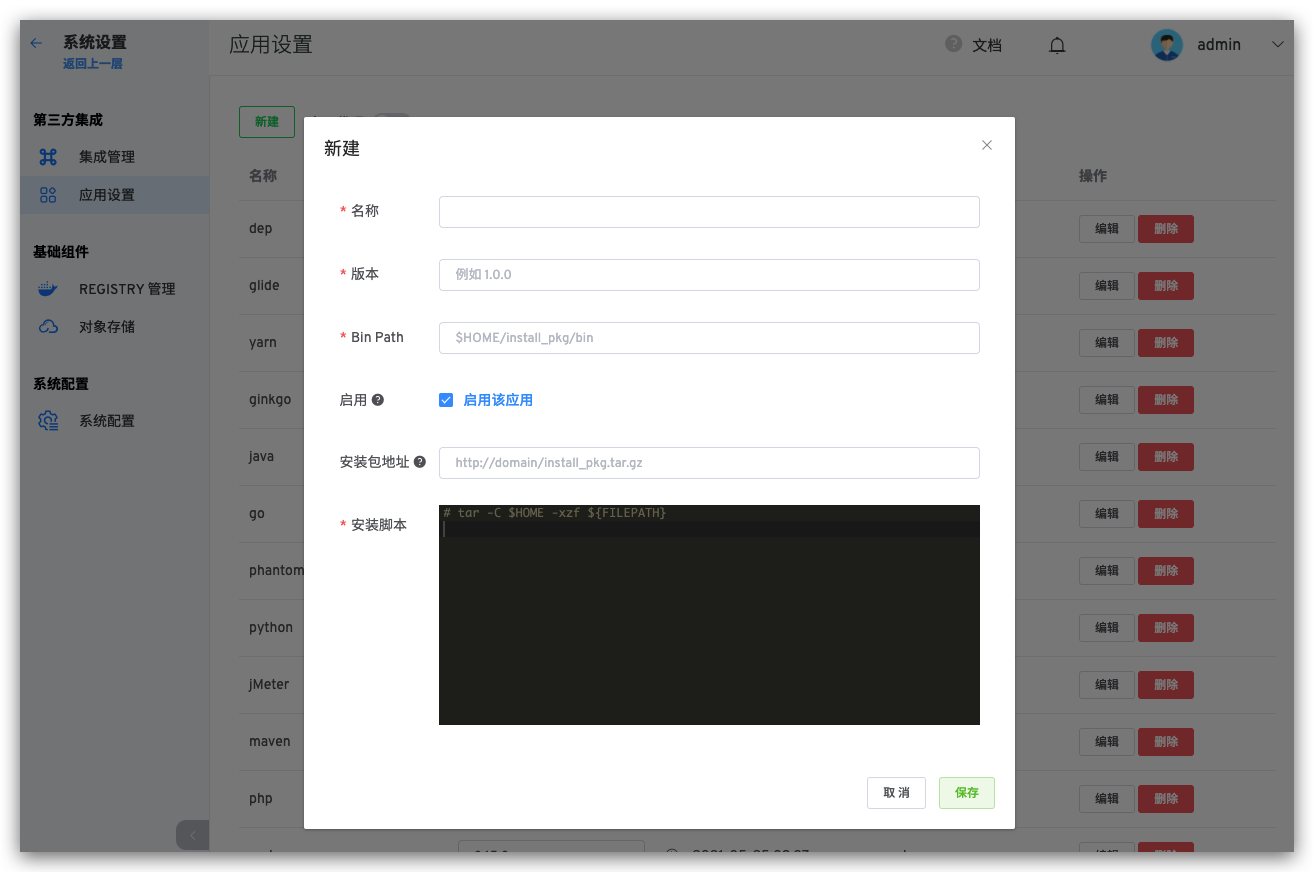 系统设置
返回上一层
应用设置
文档
admin
第三方集成
集成管理
应用设置
基础组件
REGISTRY 管理
对象存储
系统配置
系统配置
新建
名称
操作
dep
编辑 删除
glide
编辑 删除
yarn
编辑 删除
ginkgo
编辑 删除
java
编辑 删除
go
编辑 删除
phantom
编辑 删除
python
编辑 删除
jMeter
编辑 删除
maven
编辑 删除
php
编辑 删除
新建
* 名称
* 版本
例如 1.0.0
* Bin Path
$HOME/install_pkg/bin
启用
启用该应用
安装包地址
http://domain/install_pkg.tar.gz
* 安装脚本
# tar -C $HOME -xzf ${FILEPATH}
取 消
保存